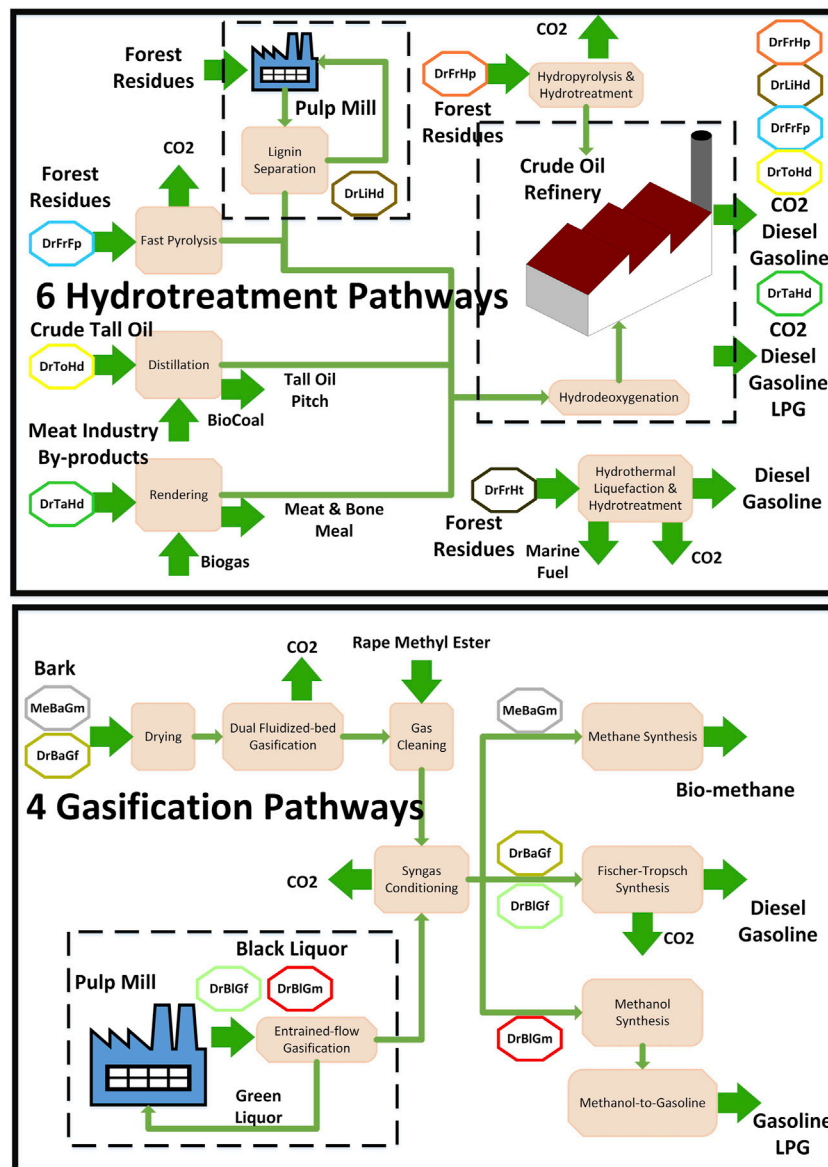 CO2
Forest
Residues
Pulp Mill
DrFrHp
Hydropyrolysis &
Hydrotreatment
Forest
Residues
DrFrHp
DrLiHd
DrFrFp
DrToHd
CO2
Diesel
Gasoline
Lignin
Separation
DrLiHd
Crude Oil
Refinery
CO2
Forest
Residues
DrFrFp
Fast Pyrolysis
6 Hydrotreatment Pathways
DrTaHd
CO2
Diesel
Gasoline
LPG
Crude Tall Oil
DrToHd
Distillation
Tall Oil
Pitch
BioCoal
Hydrodeoxygenation
Meat Industry
By-products
DrTaHd
Rendering
Meat & Bone
Meal
Biogas
DrFrHt
Forest
Residues
Hydrothermal
Liquefaction &
Hydrotreatment
Diesel
Gasoline
Marine
Fuel
CO2
Bark
MeBaGm
DrBaGf
Drying
CO2
Dual Fluidized-bed
Gasification
Rape Methyl Ester
Gas
Cleaning
MeBaGm
Methane Synthesis
Bio-methane
4 Gasification Pathways
CO2
Syngas
Conditioning
DrBaGf
DrBlGf
Fischer-Tropsch
Synthesis
Diesel
Gasoline
CO2
Pulp Mill
Black Liquor
DrBlGf
DrBlGm
Entrained-flow
Gasification
Green
Liquor
DrBlGm
Methanol
Synthesis
Methanol-to-Gasoline
Gasoline
LPG